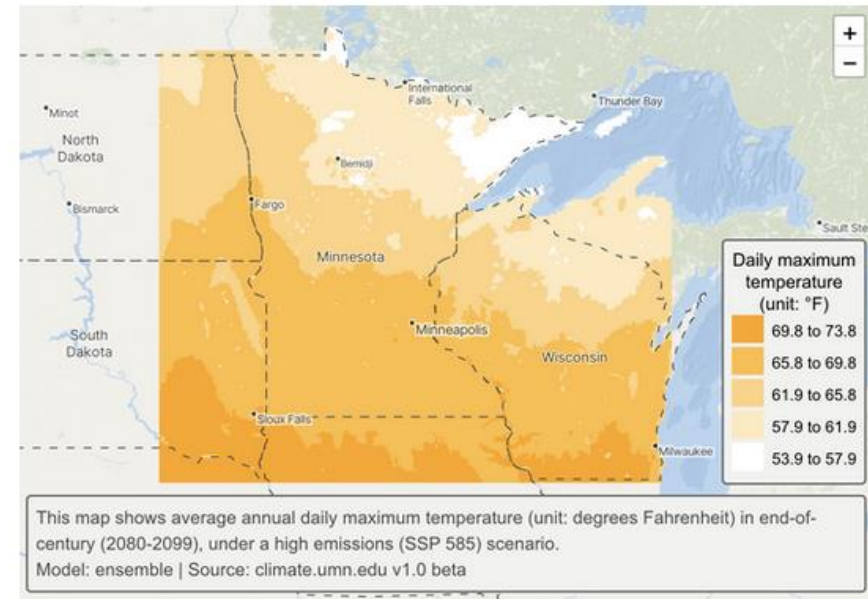 +
−
International
Falls
Thunder Bay
Minot
North
Dakota
Bemidji
Bismarck
Fargo
Sault Ste
Minnesota
Daily maximum
temperature
(unit: °F)
69.8 to 73.8
65.8 to 69.8
61.9 to 65.8
57.9 to 61.9
53.9 to 57.9
South
Dakota
Minneapolis
Wisconsin
Sioux Falls
Milwaukee
This map shows average annual daily maximum temperature (unit: degrees Fahrenheit) in end-of-
century (2080-2099), under a high emissions (SSP 585) scenario.
Model: ensemble | Source: climate.umn.edu v1.0 beta